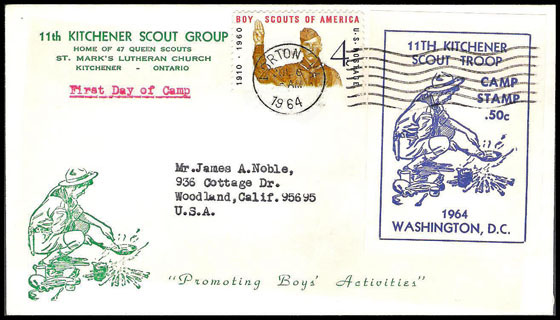 11th KITCHENER SCOUT GROUP
HOME OF 47 QUEEN SCOUTS
ST. MARK'S LUTHERAN CHURCH
KITCHENER - ONTARIO
First Day of Camp
BOY SCOUTS OF AMERICA
1910-1960
4c
U·S·POSTAGE
AM
1964
11TH KITCHENER
SCOUT TROOP
CAMP
STAMP
.50c
1964
WASHINGTON, D.C.
Mr.James A.Noble,
936 Cottage Dr.
Woodland,Calif.95695
U.S.A.
"Promoting Boys' Activities"